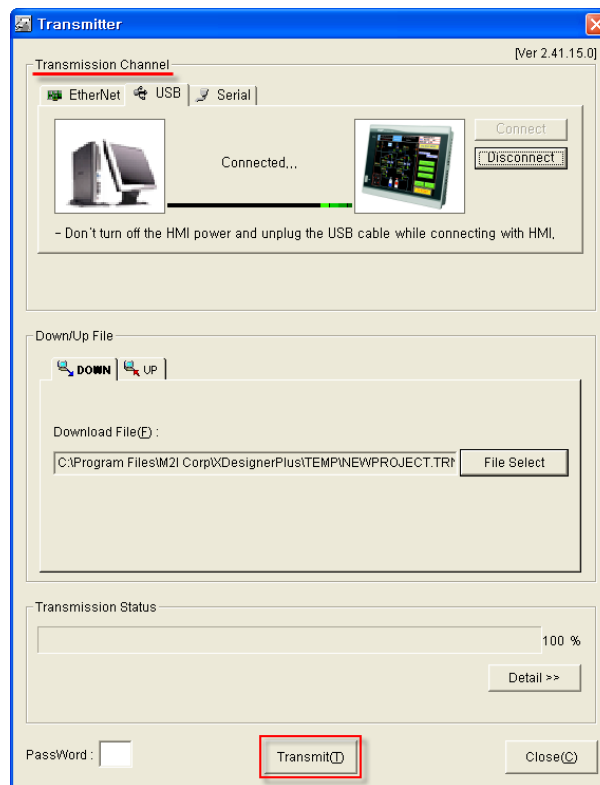 Transmitter
[Ver 2.41.15.0]
Transmission Channel
EtherNet USB Serial
Connect
Connected...
Disconnect
- Don't turn off the HMI power and unplug the USB cable while connecting with HMI.
Down/Up File
DOWN UP
Download File(F) :
C:\Program Files\M2I Corp\XDesignerPlus\TEMP\NEWPROJECT.TRN File Select
Transmission Status
100 %
Detail >>
PassWord : Transmit(T) Close(C)